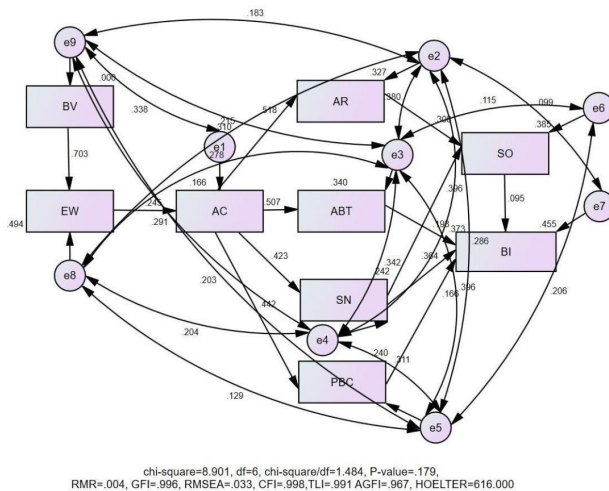 .183
e9
e2
.327
.000
BV
AR
.380
.338
.518
.215
.310
.115
.099
e6
.385
e1
.278
e3
SO
.703
.166
.340
.396
.095
e7
.494
EW
.245
AC
.507
ABT
.198
.373
.455
.291
.286
BI
.423
.342
.364
e8
.203
.242
.166
.396
SN
.206
.442
.204
e4
.240
.311
PBC
.129
e5
chi-square=8.901, df=6, chi-square/df=1.484, P-value=.179,
RMR=.004, GFI=.996, RMSEA=.033, CFI=.998,TLI=.991 AGFI=.967, HOELTER=616.000